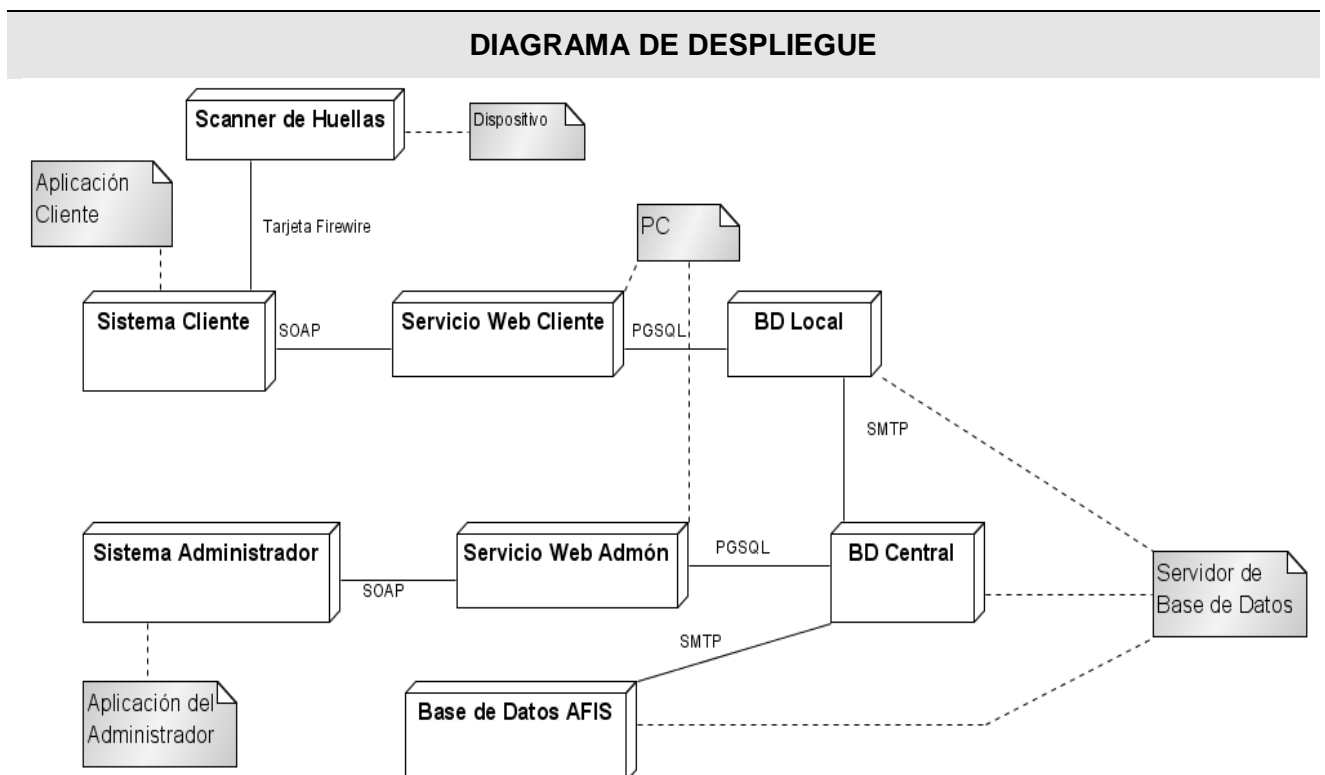 DIAGRAMA DE DESPLIEGUE
Scanner de Huellas
Dispositivo
Aplicación
Cliente
Tarjeta Firewire
PC
Sistema Cliente
SOAP
Servicio Web Cliente
PGSQL
BD Local
SMTP
Sistema Administrador
SOAP
Servicio Web Admón
PGSQL
BD Central
Servidor de
Base de Datos
SMTP
Aplicación del
Administrador
Base de Datos AFIS